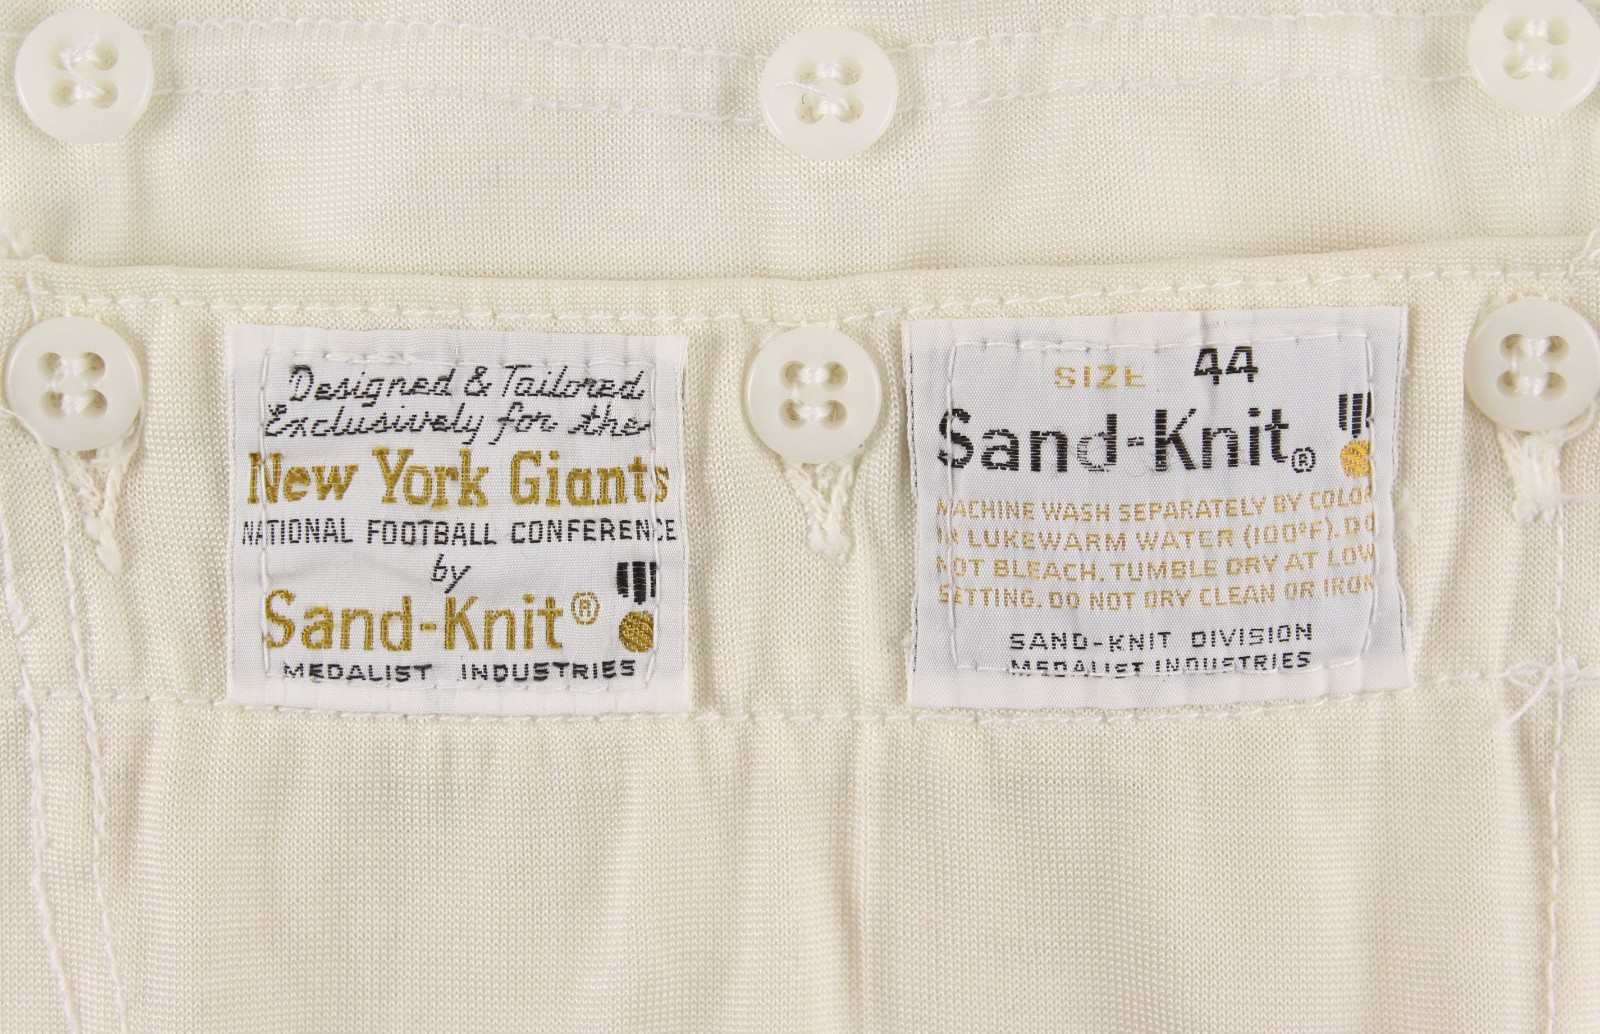 Designed & Tailored
Exclusively for the
New York Giants
NATIONAL FOOTBALL CONFERENCE
by
Sand-Knit®
MEDALIST INDUSTRIES
SIZE 44
Sand-Knit®
MACHINE WASH SEPARATELY BY COLOR
IN LUKEWARM WATER (100°F). DO
NOT BLEACH. TUMBLE DRY AT LOW
SETTING. DO NOT DRY CLEAN OR IRON
SAND-KNIT DIVISION
MEDALIST INDUSTRIES